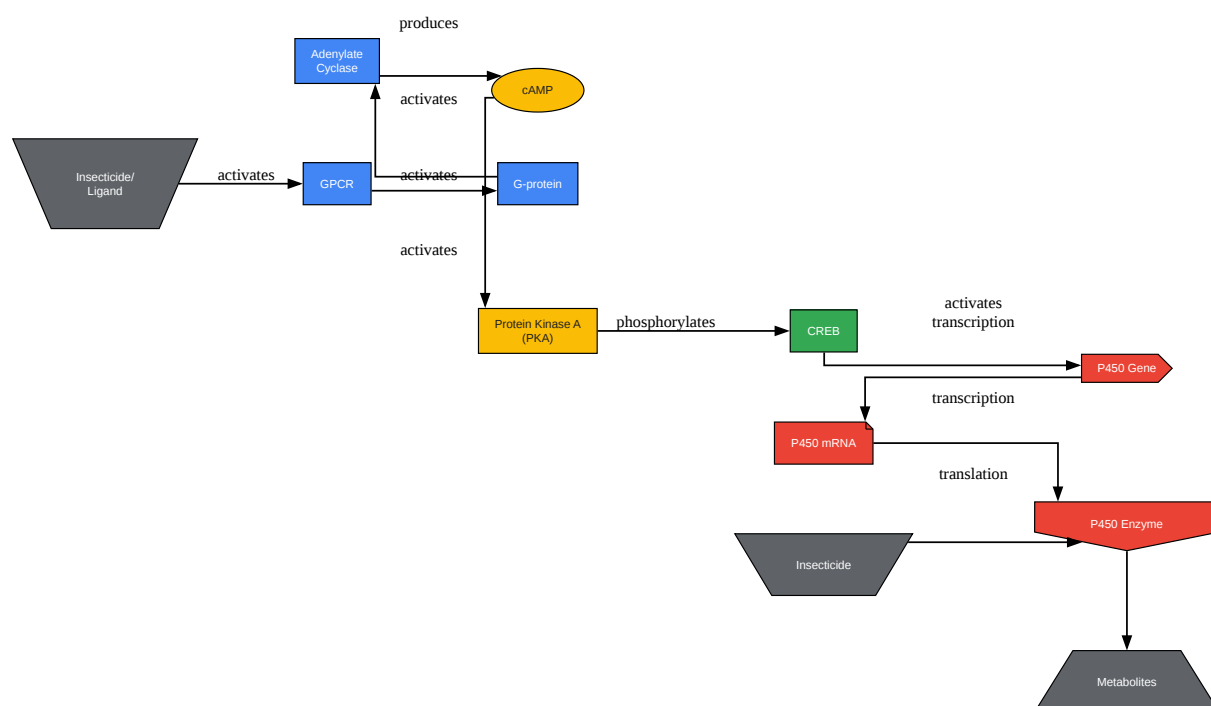 produces
Adenylate
Cyclase
cAMP
activates
Insecticide/
Ligand
activates
GPCR
activates
G-protein
activates
activates
transcription
Protein Kinase A
(PKA)
phosphorylates
CREB
P450 Gene
transcription
P450 mRNA
translation
P450 Enzyme
Insecticide
Metabolites